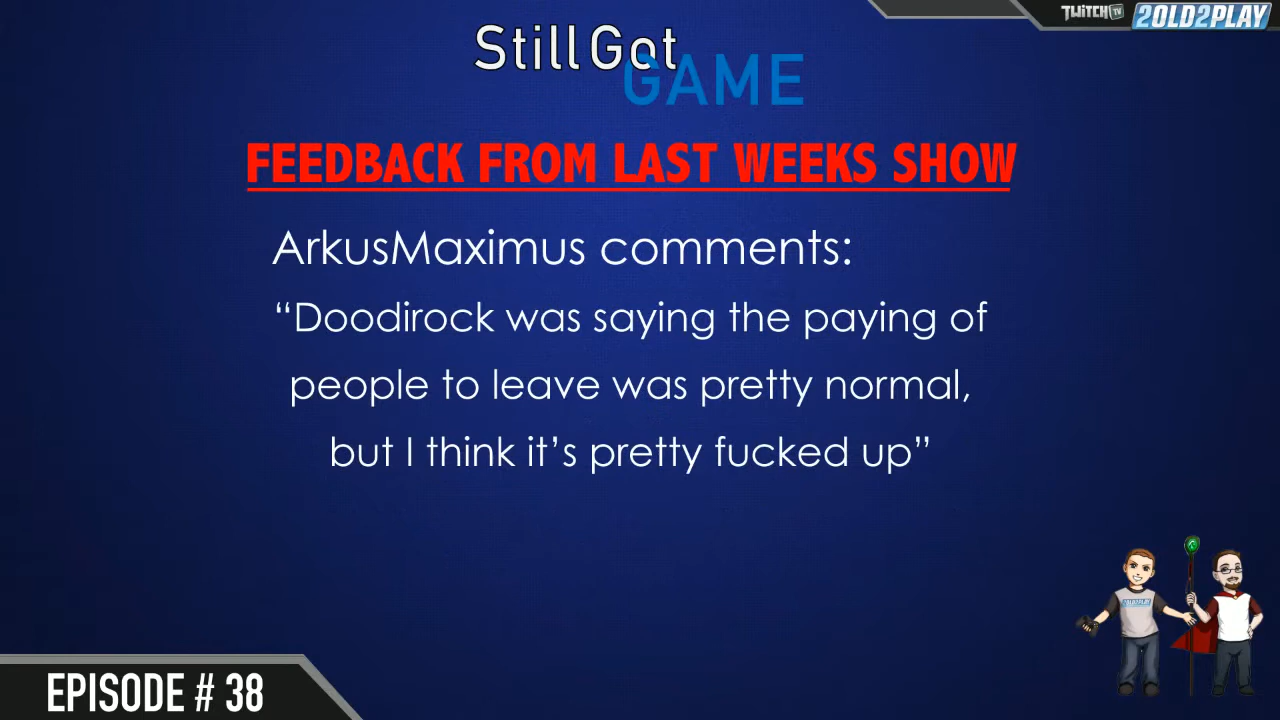 TWITCH TV 2OLD2PLAY
Still Got
GAME
FEEDBACK FROM LAST WEEKS SHOW
ArkusMaximus comments:
“Doodirock was saying the paying of
people to leave was pretty normal,
but I think it’s pretty fucked up”
2OLD2PLAY
EPISODE # 38